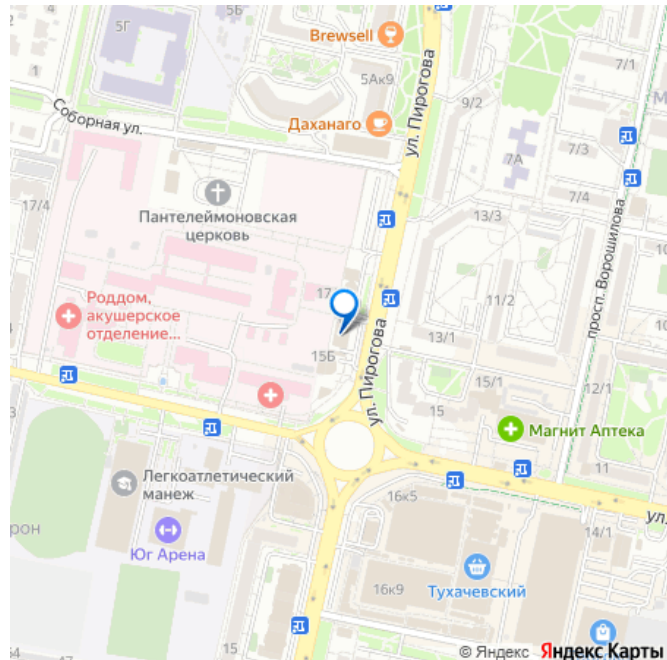 5Б
Brewsell
5Г
7/1
5Ак9
1
9/2
Соборная ул.
Даханаго
ул. Пирогова
7А
7/3
17/4
Пантелеймоновская
церковь
7/4
13/3
17
11/2
Роддом,
акушерское
отделение...
просп. Ворошилова
13/1
15Б
15/1
12/1
ул. Пирогова
15
Магнит Аптека
11
Легкоатлетический
манеж
16к5
ул.
14/1
Юг Арена
16к9
Тухачевский
15
54
47
© Яндекс Яндекс Карты